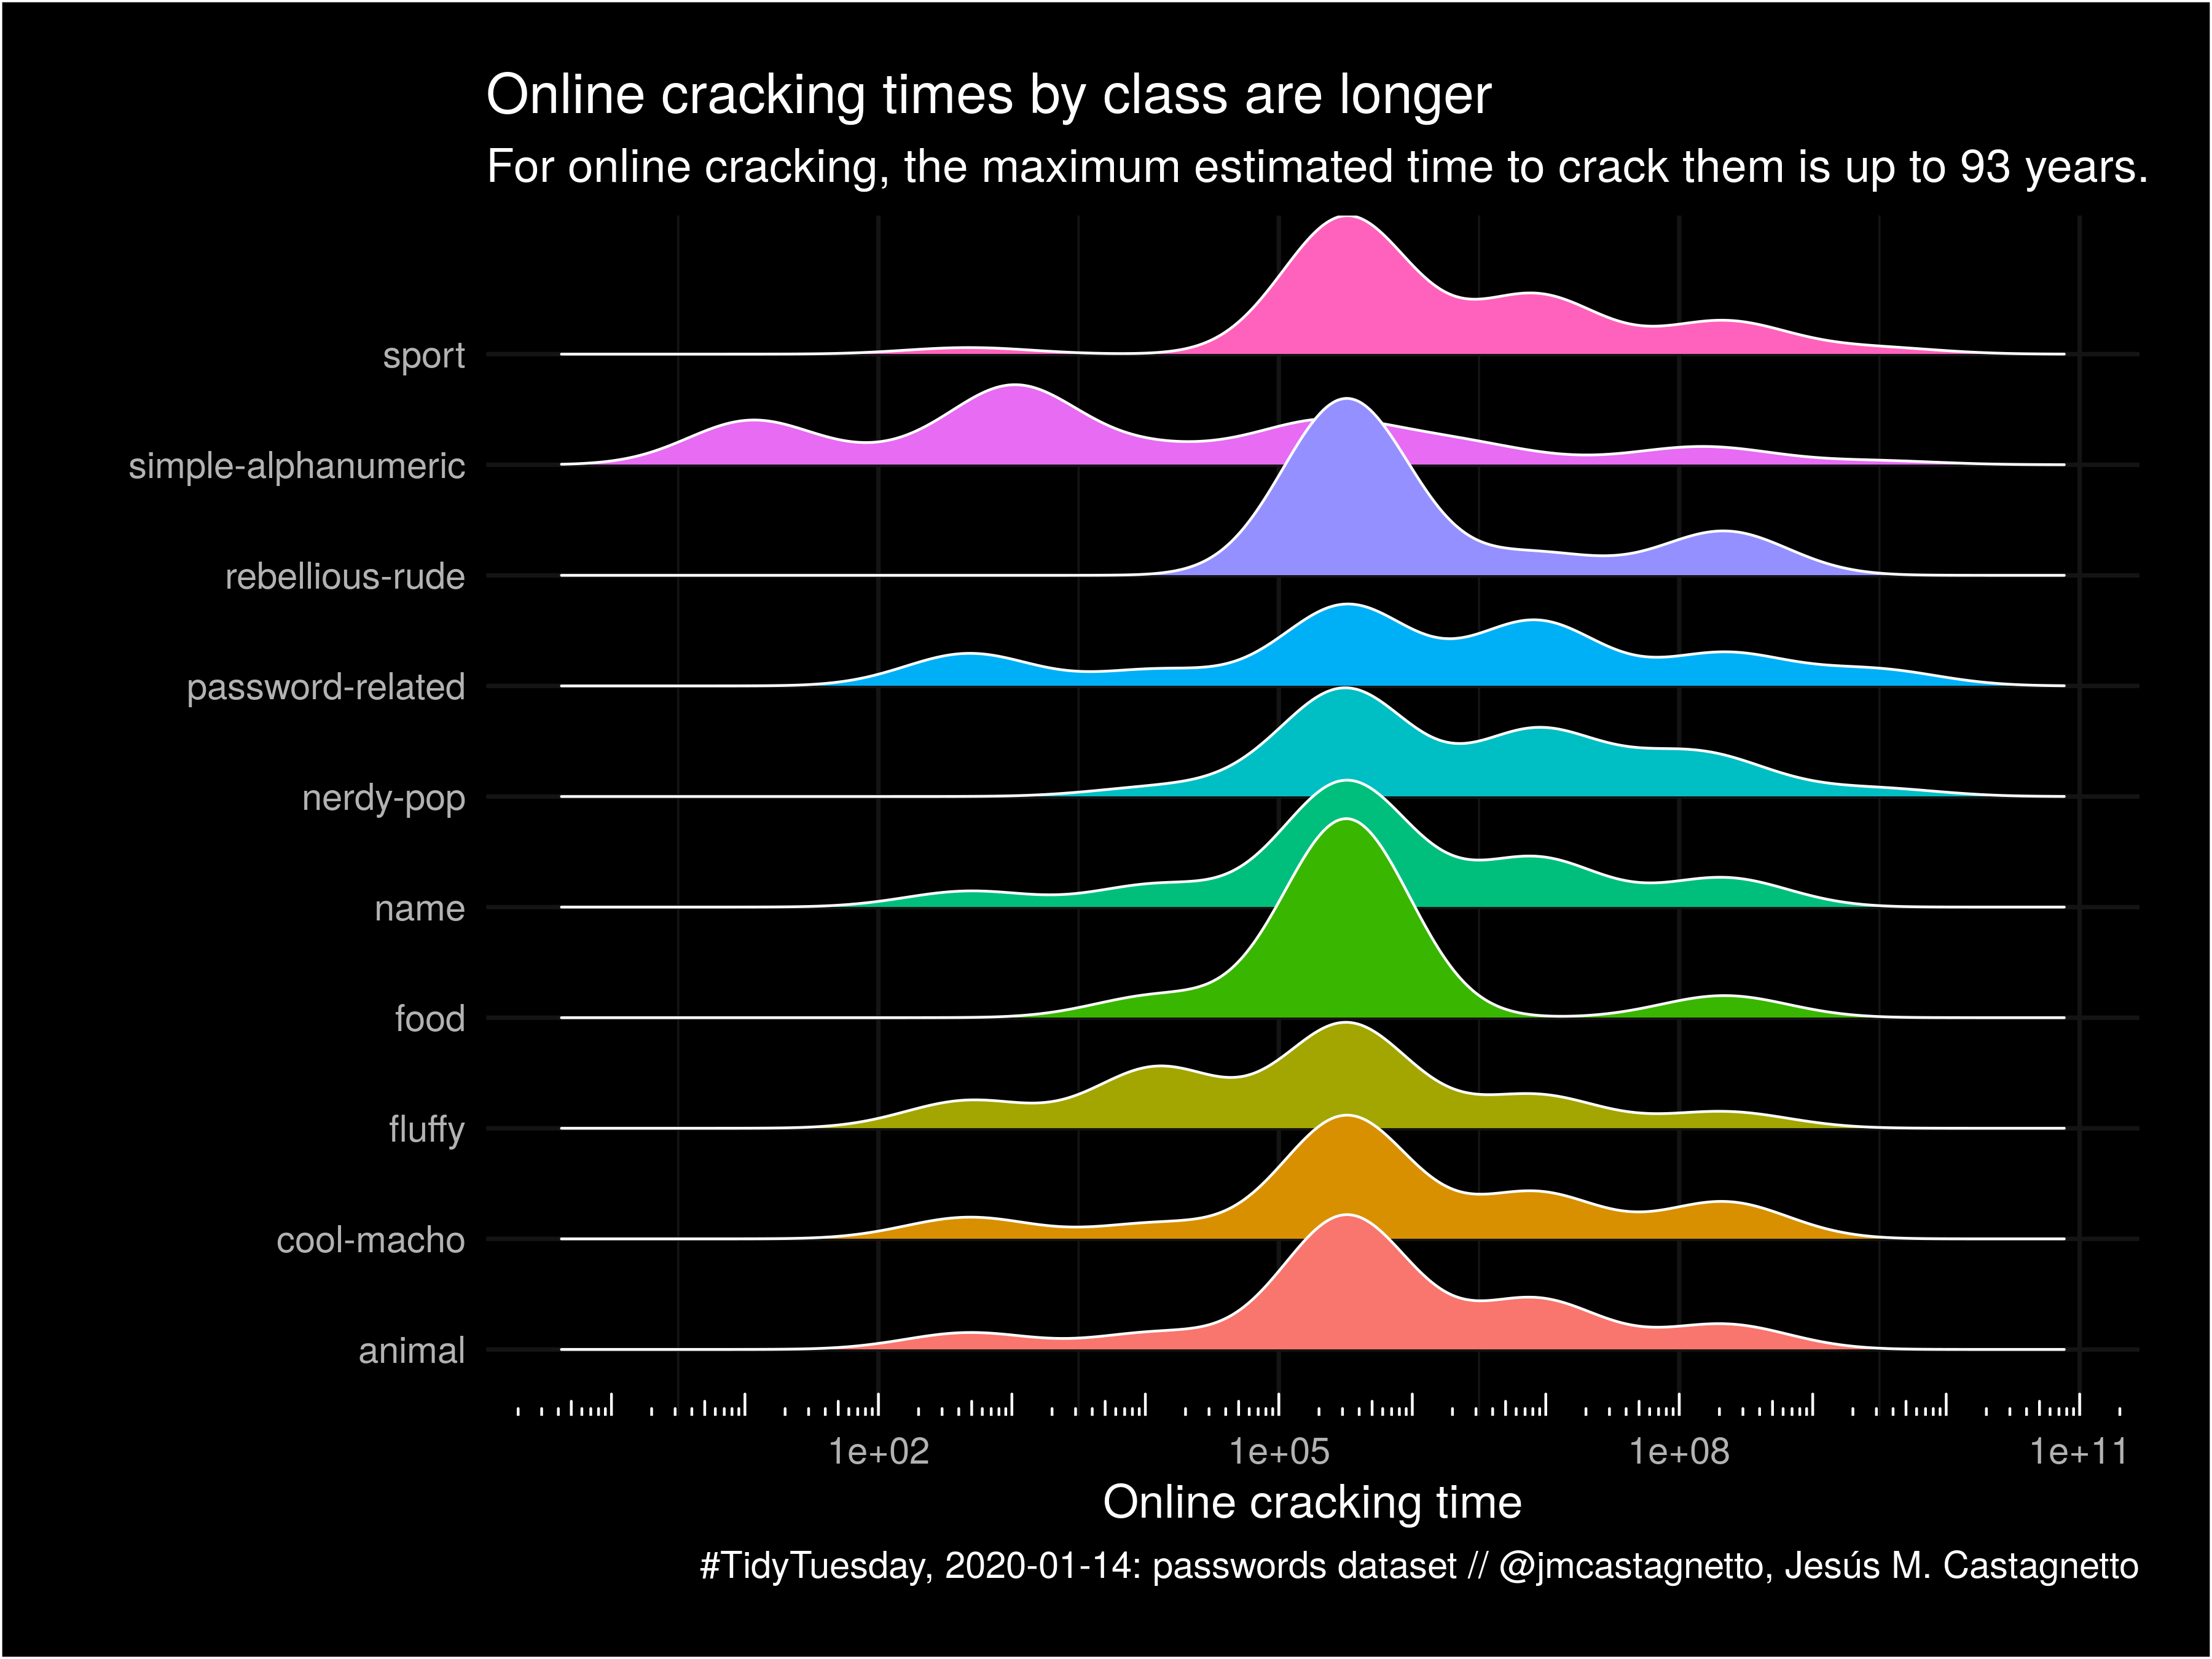 Online cracking times by class are longer
For online cracking, the maximum estimated time to crack them is up to 93 years.
sport
simple-alphanumeric
rebellious-rude
password-related
nerdy-pop
name
food
fluffy
cool-macho
animal
1e+02 1e+05 1e+08 1e+11
Online cracking time
#TidyTuesday, 2020-01-14: passwords dataset // @jmcastagnetto, Jesús M. Castagnetto